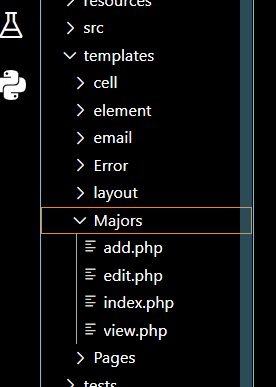 resources
src
templates
cell
element
email
Error
layout
Majors
add.php
edit.php
index.php
view.php
Pages
tests